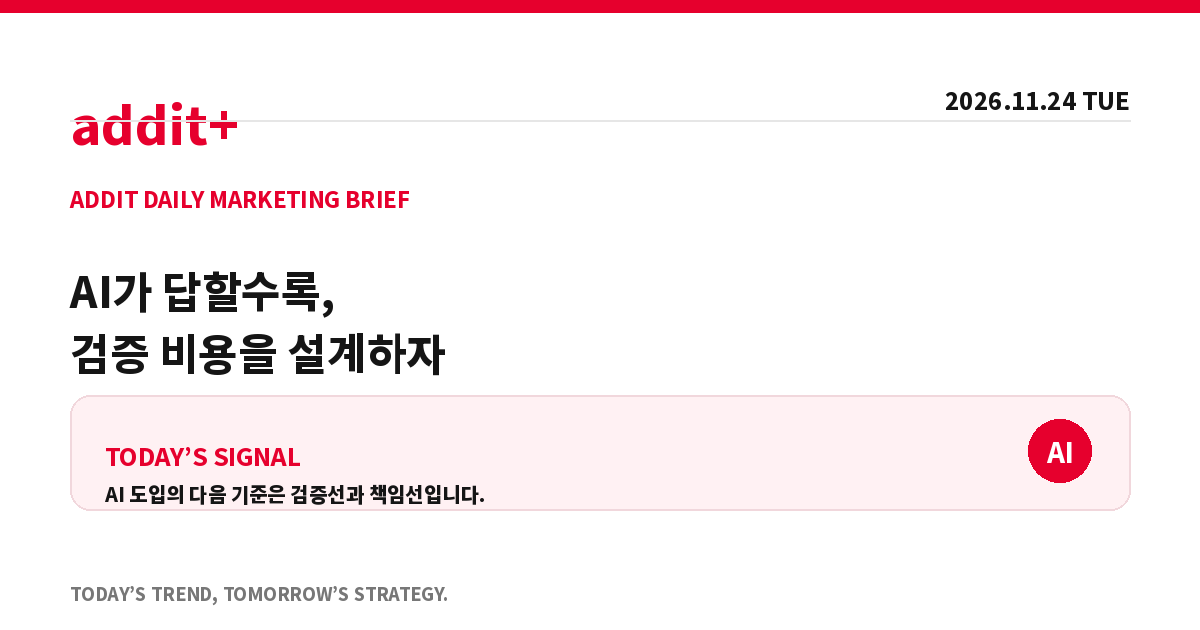 addit+
2026.11.24 TUE
ADDIT DAILY MARKETING BRIEF
AI가 답할수록,
검증 비용을 설계하자
TODAY’S SIGNAL
AI
AI 도입의 다음 기준은 검증선과 책임선입니다.
TODAY’S TREND, TOMORROW’S STRATEGY.